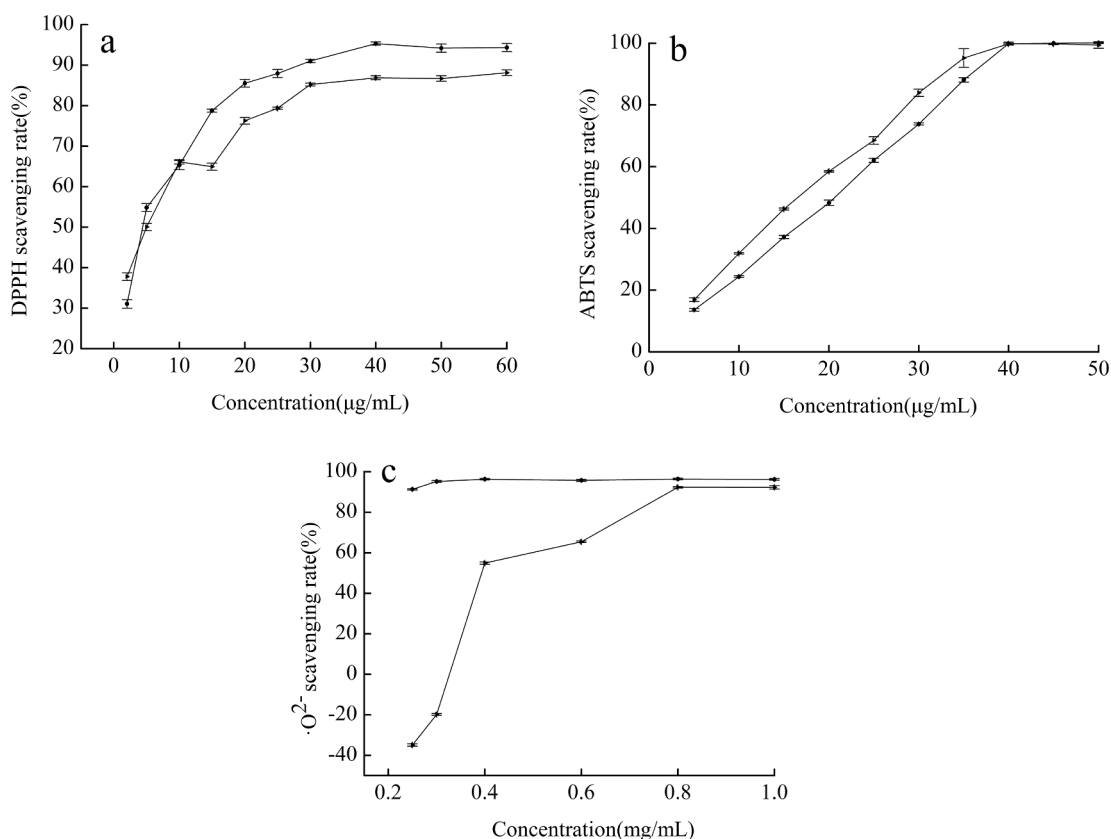 a
DPPH scavenging rate(%)
100
90
80
70
60
50
40
30
20
0 10 20 30 40 50 60
Concentration(μg/mL)
b
ABTS scavenging rate(%)
100
80
60
40
20
0
0 10 20 30 40 50
Concentration(μg/mL)
c
·O²⁻ scavenging rate(%)
100
80
60
40
20
0
-20
-40
0.2 0.4 0.6 0.8 1.0
Concentration(mg/mL)